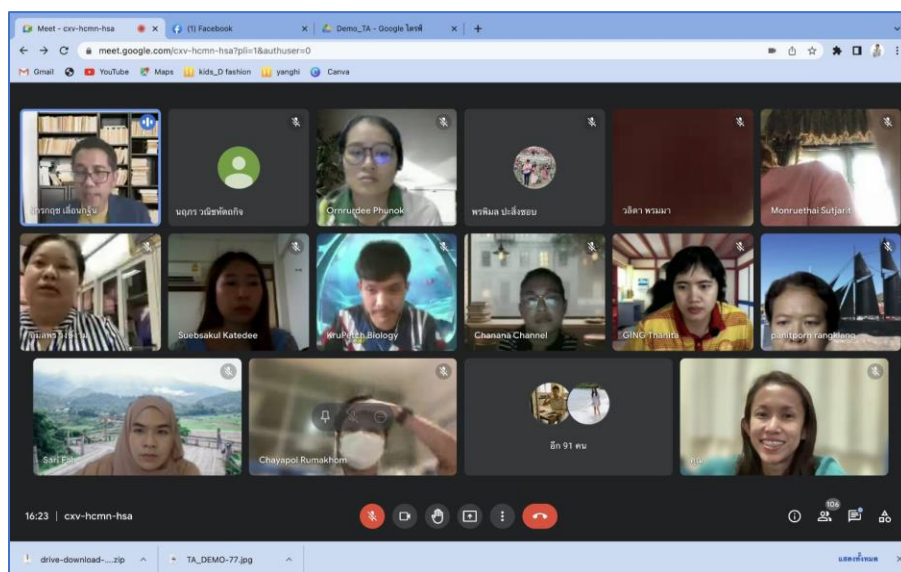 Meet - cxv-hcmn-hsa
(1) Facebook
Demo_TA - Google ไดรฟ์
meet.google.com/cxv-hcmn-hsa?pli=1&authuser=0
Gmail
YouTube
Maps
kids_D fashion
yanghi
Canva
นฤภร วณิชหัตถกิจ
Ornrurdee Phunok
พรพิมล ปะสิ่งชอบ
วลิดา พรมมา
Monruethai Sutjarit
Suebsakul Katedee
KruPetch Biology
Chanana Channel
GING Thanita
panitporn rangklang
Chayapol Rumakhom
อีก 91 คน
คุณ
16:23 | cxv-hcmn-hsa
106
drive-download-....zip
TA_DEMO-77.jpg
แสดงทั้งหมด